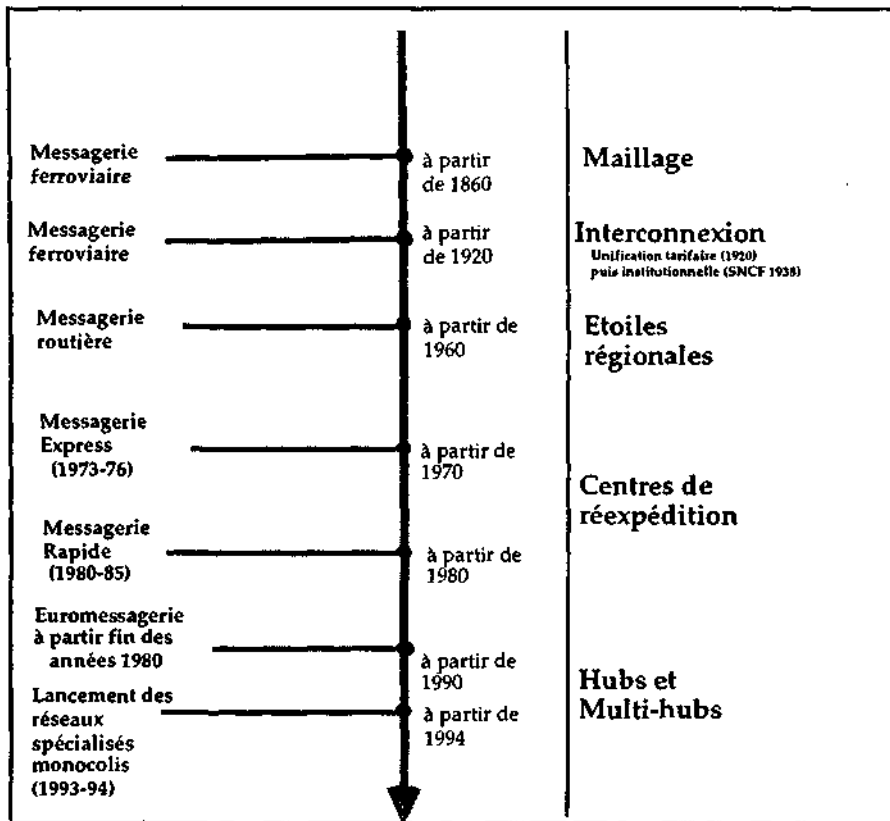 Messagerie
ferroviaire
à partir
de 1860
Maillage
Messagerie
ferroviaire
à partir
de 1920
Interconnexion
Unification tarifaire (1920)
puis institutionnelle (SNCF 1938)
Messagerie
routière
à partir de
1960
Etoiles
régionales
Messagerie
Express
(1973-76)
à partir de
1970
Centres de
réexpédition
Messagerie
Rapide
(1980-85)
à partir de
1980
Euromessagerie
à partir fin des
années 1980
à partir de
1990
Hubs et
Multi-hubs
Lancement des
réseaux
spécialisés
monocolis
(1993-94)
à partir de
1994